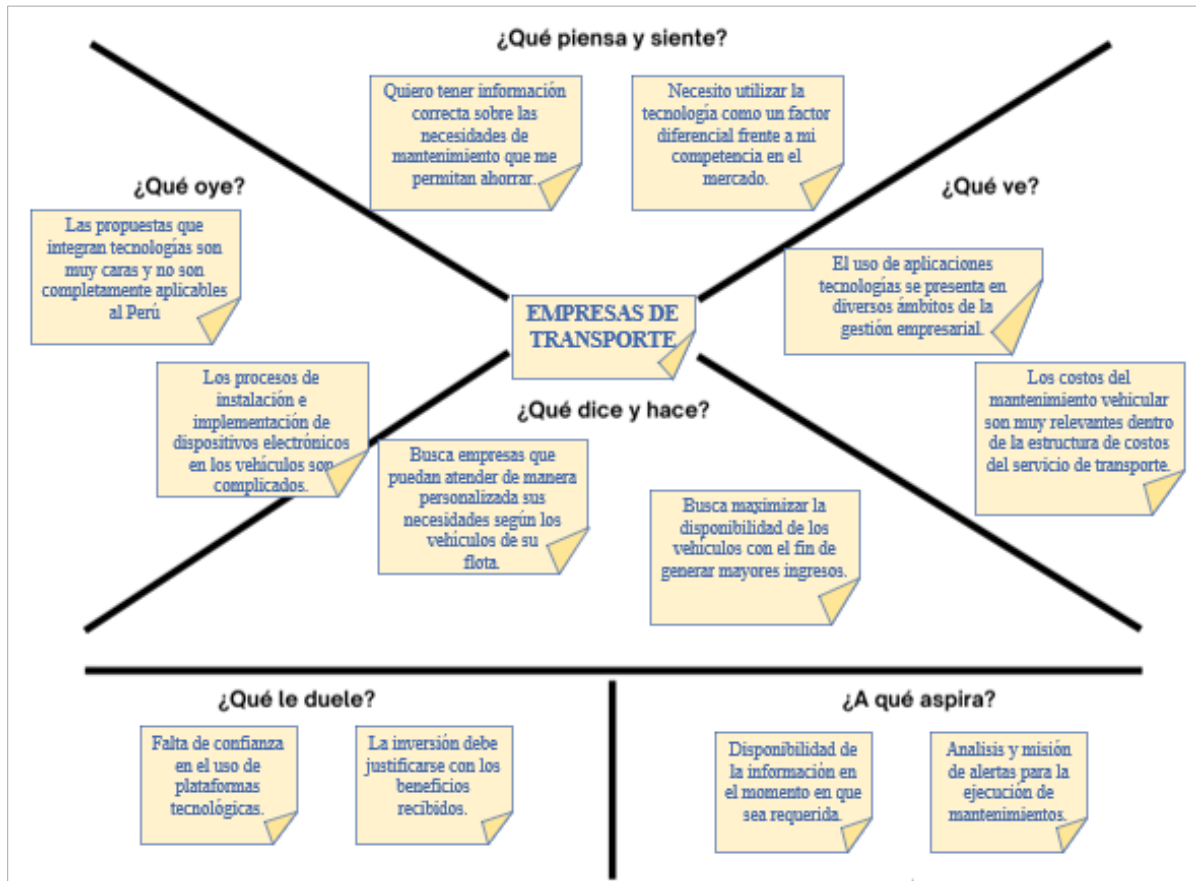 ¿Qué piensa y siente?
Quiero tener información
correcta sobre las
necesidades de
mantenimiento que me
permitan ahorrar.
Necesito utilizar la
tecnología como un factor
diferencial frente a mi
competencia en el
mercado.
¿Qué oye?
Las propuestas que
integran tecnologías son
muy caras y no son
completamente aplicables
al Perú
Los procesos de
instalación e
implementación de
dispositivos electrónicos
en los vehículos son
complicados.
EMPRESAS DE
TRANSPORTE
¿Qué ve?
El uso de aplicaciones
tecnologías se presenta en
diversos ámbitos de la
gestión empresarial.
Los costos del
mantenimiento vehicular
son muy relevantes dentro
de la estructura de costos
del servicio de transporte.
¿Qué dice y hace?
Busca empresas que
puedan atender de manera
personalizada sus
necesidades según los
vehículos de su
flota.
Busca maximizar la
disponibilidad de los
vehículos con el fin de
generar mayores ingresos.
¿Qué le duele?
Falta de confianza
en el uso de
plataformas
tecnológicas.
La inversión debe
justificarse con los
beneficios
recibidos.
¿A qué aspira?
Disponibilidad de
la información en
el momento en que
sea requerida.
Analisis y misión
de alertas para la
ejecución de
mantenimientos.